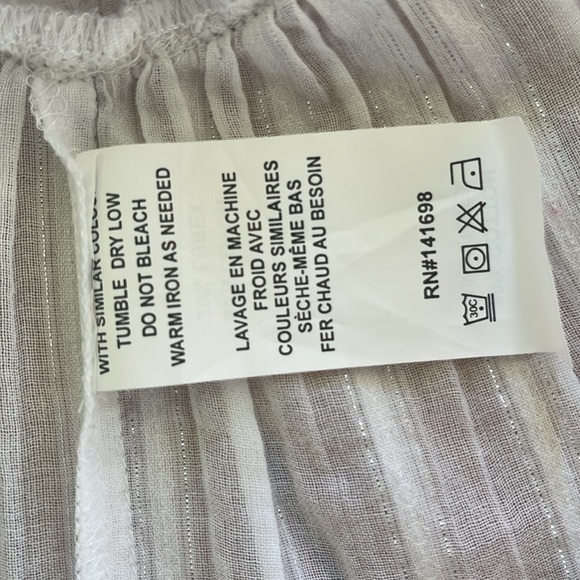 WITH SIMILAR
TUMBLE DRY LOW
DO NOT BLEACH
WARM IRON AS NEEDED
LAVAGE EN MACHINE
FROID AVEC
COULEURS SIMILAIRES
SÈCHE-MÊME BAS
FER CHAUD AU BESOIN
RN#141698
30C